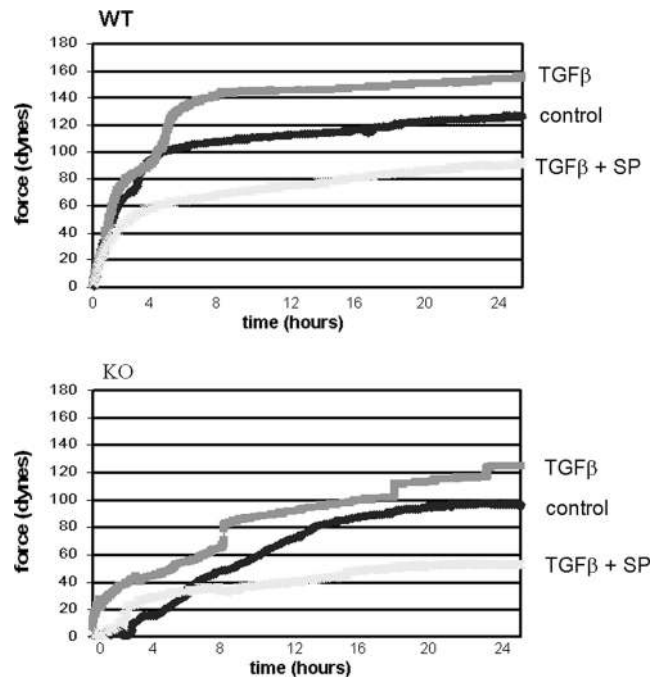 WT
force (dynes)
180
160
140
120
100
80
60
40
20
0
0 4 8 12 16 20 24
time (hours)
TGFβ
control
TGFβ + SP
KO
force (dynes)
180
160
140
120
100
80
60
40
20
0
0 4 8 12 16 20 24
time (hours)
TGFβ
control
TGFβ + SP